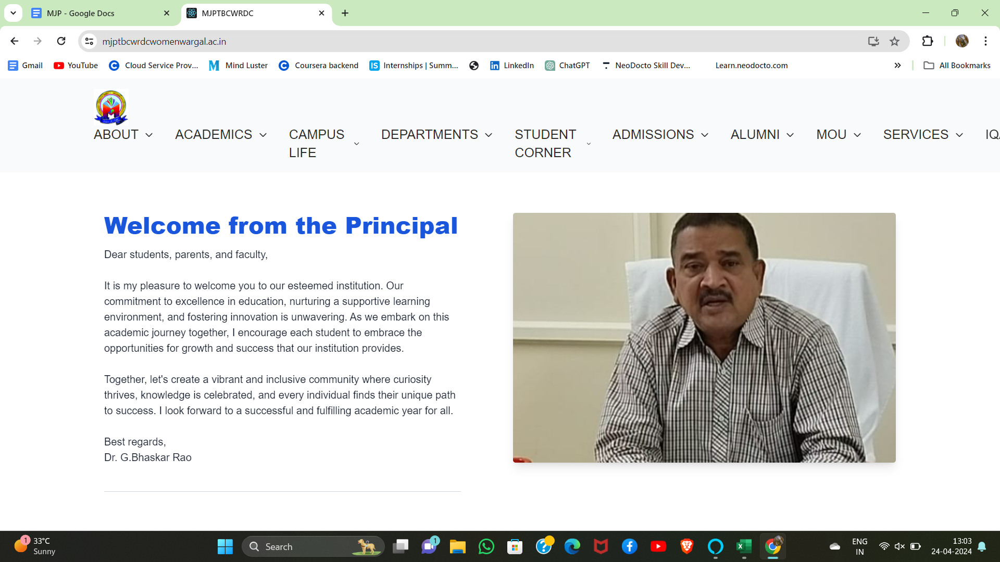 MJP - Google Docs
MJPTBCWRDC
mjptbcwrdcwomenwargal.ac.in
Gmail
YouTube
Cloud Service Prov...
Mind Luster
Coursera backend
IS Internships | Summ...
LinkedIn
ChatGPT
NeoDocto Skill Dev...
Learn.neodocto.com
All Bookmarks
ABOUT
ACADEMICS
CAMPUS
LIFE
DEPARTMENTS
STUDENT
CORNER
ADMISSIONS
ALUMNI
MOU
SERVICES
Welcome from the Principal
Dear students, parents, and faculty,
It is my pleasure to welcome you to our esteemed institution. Our
commitment to excellence in education, nurturing a supportive learning
environment, and fostering innovation is unwavering. As we embark on this
academic journey together, I encourage each student to embrace the
opportunities for growth and success that our institution provides.
Together, let's create a vibrant and inclusive community where curiosity
thrives, knowledge is celebrated, and every individual finds their unique path
to success. I look forward to a successful and fulfilling academic year for all.
Best regards,
Dr. G.Bhaskar Rao
1
33°C
Sunny
Search
1
ENG
IN
13:03
24-04-2024